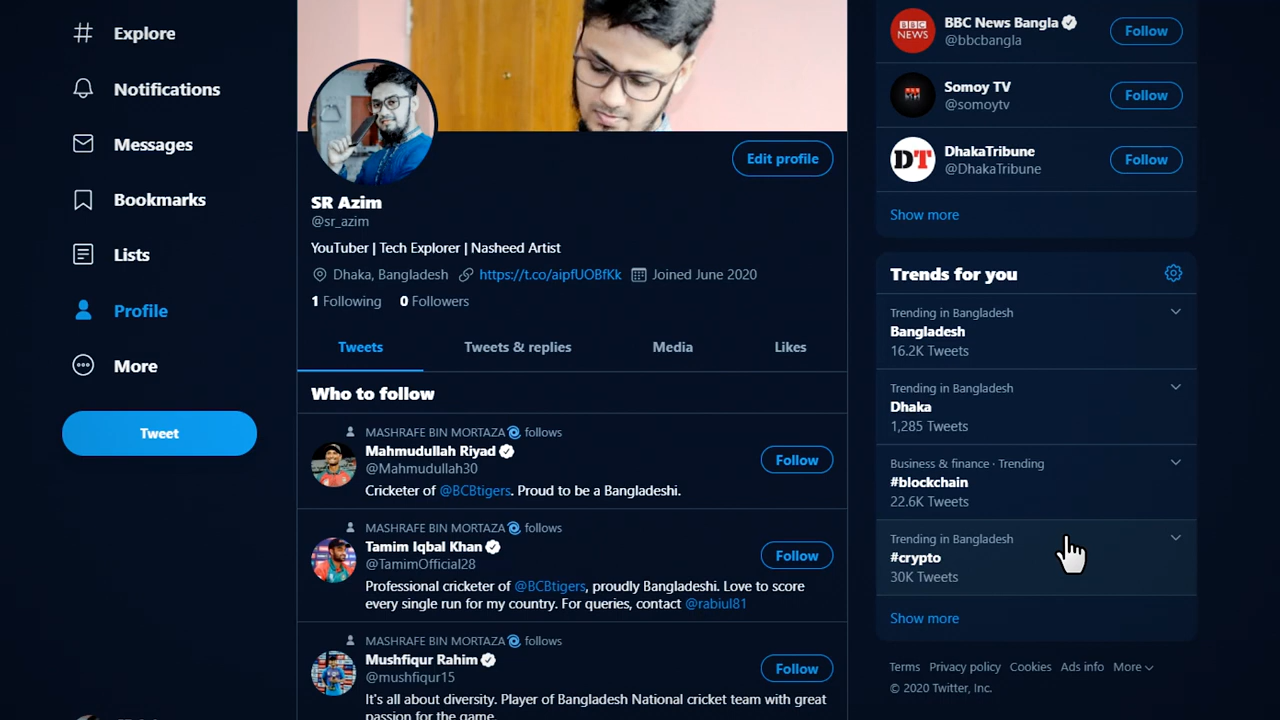 Explore
Notifications
Messages
Bookmarks
Lists
Profile
More
Tweet
Edit profile
SR Azim
@sr_azim
YouTuber | Tech Explorer | Nasheed Artist
Dhaka, Bangladesh https://t.co/aipfUOBfKk Joined June 2020
1 Following 0 Followers
Tweets Tweets & replies Media Likes
Who to follow
MASHRAFE BIN MORTAZA follows
Mahmudullah Riyad
@Mahmudullah30
Follow
Cricketer of @BCBtigers. Proud to be a Bangladeshi.
MASHRAFE BIN MORTAZA follows
Tamim Iqbal Khan
@TamimOfficial28
Follow
Professional cricketer of @BCBtigers, proudly Bangladeshi. Love to score
every single run for my country. For queries, contact @rabiul81
MASHRAFE BIN MORTAZA follows
Mushfiqur Rahim
@mushfiqur15
Follow
It's all about diversity. Player of Bangladesh National cricket team with great
passion for the game.
BBC NEWS
BBC News Bangla
@bbcbangla
Follow
Somoy TV
@somoytv
Follow
DT
DhakaTribune
@DhakaTribune
Follow
Show more
Trends for you
Trending in Bangladesh
Bangladesh
16.2K Tweets
Trending in Bangladesh
Dhaka
1,285 Tweets
Business & finance · Trending
#blockchain
22.6K Tweets
Trending in Bangladesh
#crypto
30K Tweets
Show more
Terms Privacy policy Cookies Ads info More
© 2020 Twitter, Inc.